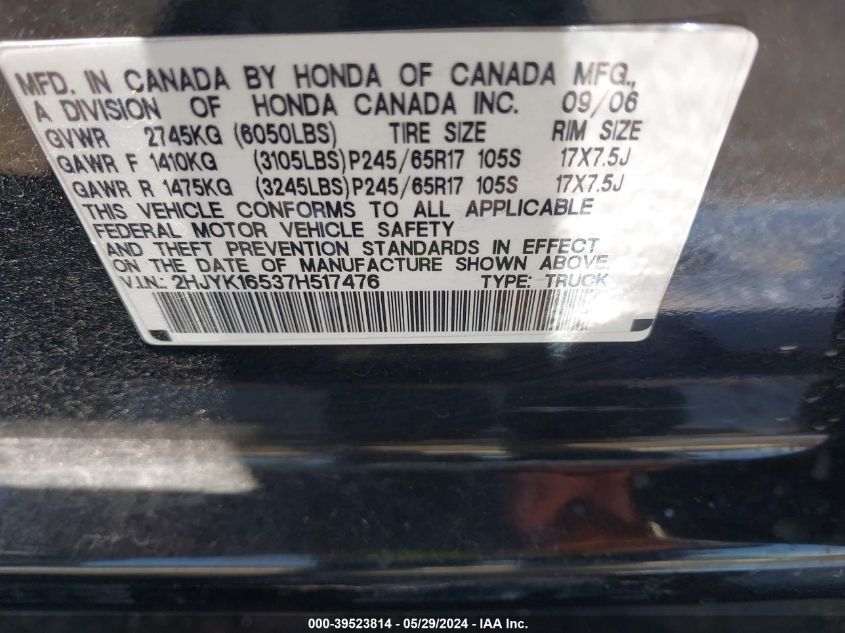 MFD. IN CANADA BY HONDA OF CANADA MFG.,
A DIVISION OF HONDA CANADA INC. 09/06
GVWR 2745KG (6050LBS) TIRE SIZE RIM SIZE
GAWR F 1410KG (3105LBS) P245/65R17 105S 17X7.5J
GAWR R 1475KG (3245LBS) P245/65R17 105S 17X7.5J
THIS VEHICLE CONFORMS TO ALL APPLICABLE
FEDERAL MOTOR VEHICLE SAFETY
AND THEFT PREVENTION STANDARDS IN EFFECT
ON THE DATE OF MANUFACTURE SHOWN ABOVE.
V.I.N.: 2HJYK16537H517476 TYPE: TRUCK
000-39523814 - 05/29/2024 - IAA Inc.